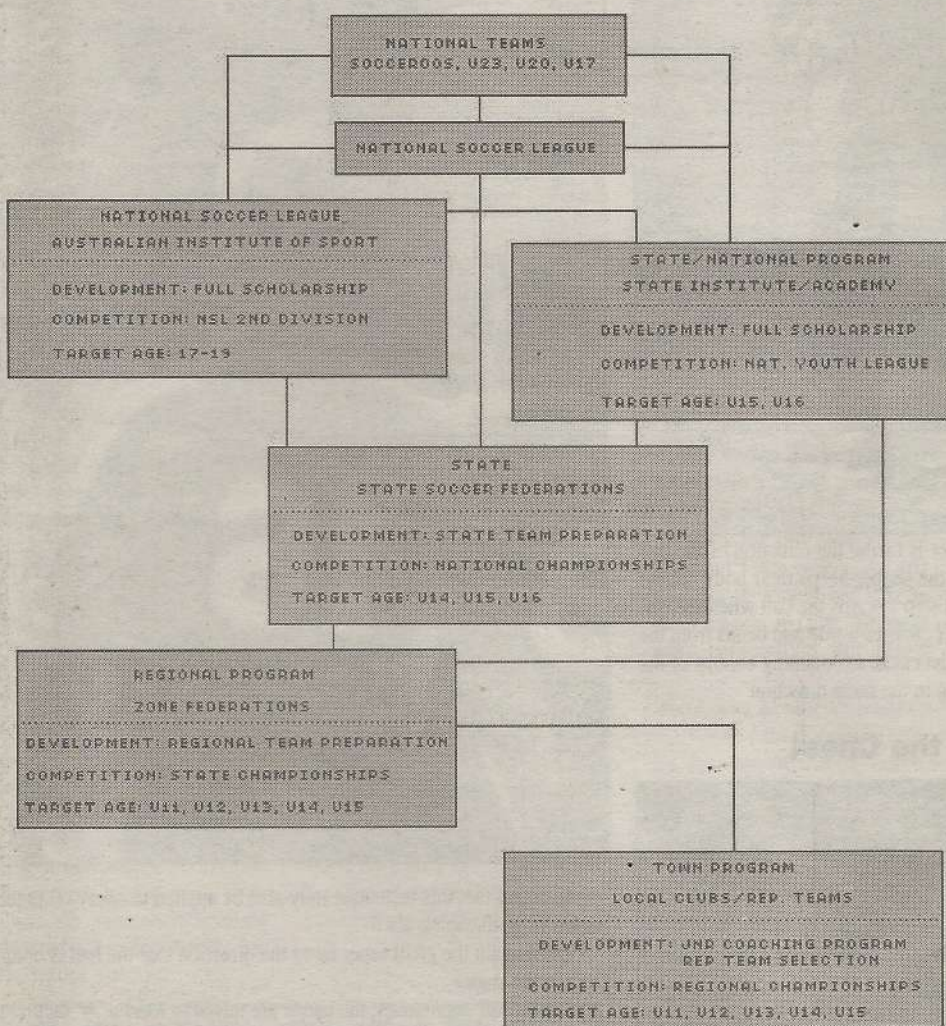 NATIONAL TEAMS
SOCCEROOS, U23, U20, U17
NATIONAL SOCCER LEAGUE
NATIONAL SOCCER LEAGUE
AUSTRALIAN INSTITUTE OF SPORT
DEVELOPMENT: FULL SCHOLARSHIP
COMPETITION: NSL 2ND DIVISION
TARGET AGE: 17-19
STATE/NATIONAL PROGRAM
STATE INSTITUTE/ACADEMY
DEVELOPMENT: FULL SCHOLARSHIP
COMPETITION: NAT. YOUTH LEAGUE
TARGET AGE: U15, U16
STATE
STATE SOCCER FEDERATIONS
DEVELOPMENT: STATE TEAM PREPARATION
COMPETITION: NATIONAL CHAMPIONSHIPS
TARGET AGE: U14, U15, U16
REGIONAL PROGRAM
ZONE FEDERATIONS
DEVELOPMENT: REGIONAL TEAM PREPARATION
COMPETITION: STATE CHAMPIONSHIPS
TARGET AGE: U11, U12, U13, U14, U15
TOWN PROGRAM
LOCAL CLUBS/REP. TEAMS
DEVELOPMENT: JNR COACHING PROGRAM
REP TEAM SELECTION
COMPETITION: REGIONAL CHAMPIONSHIPS
TARGET AGE: U11, U12, U13, U14, U15